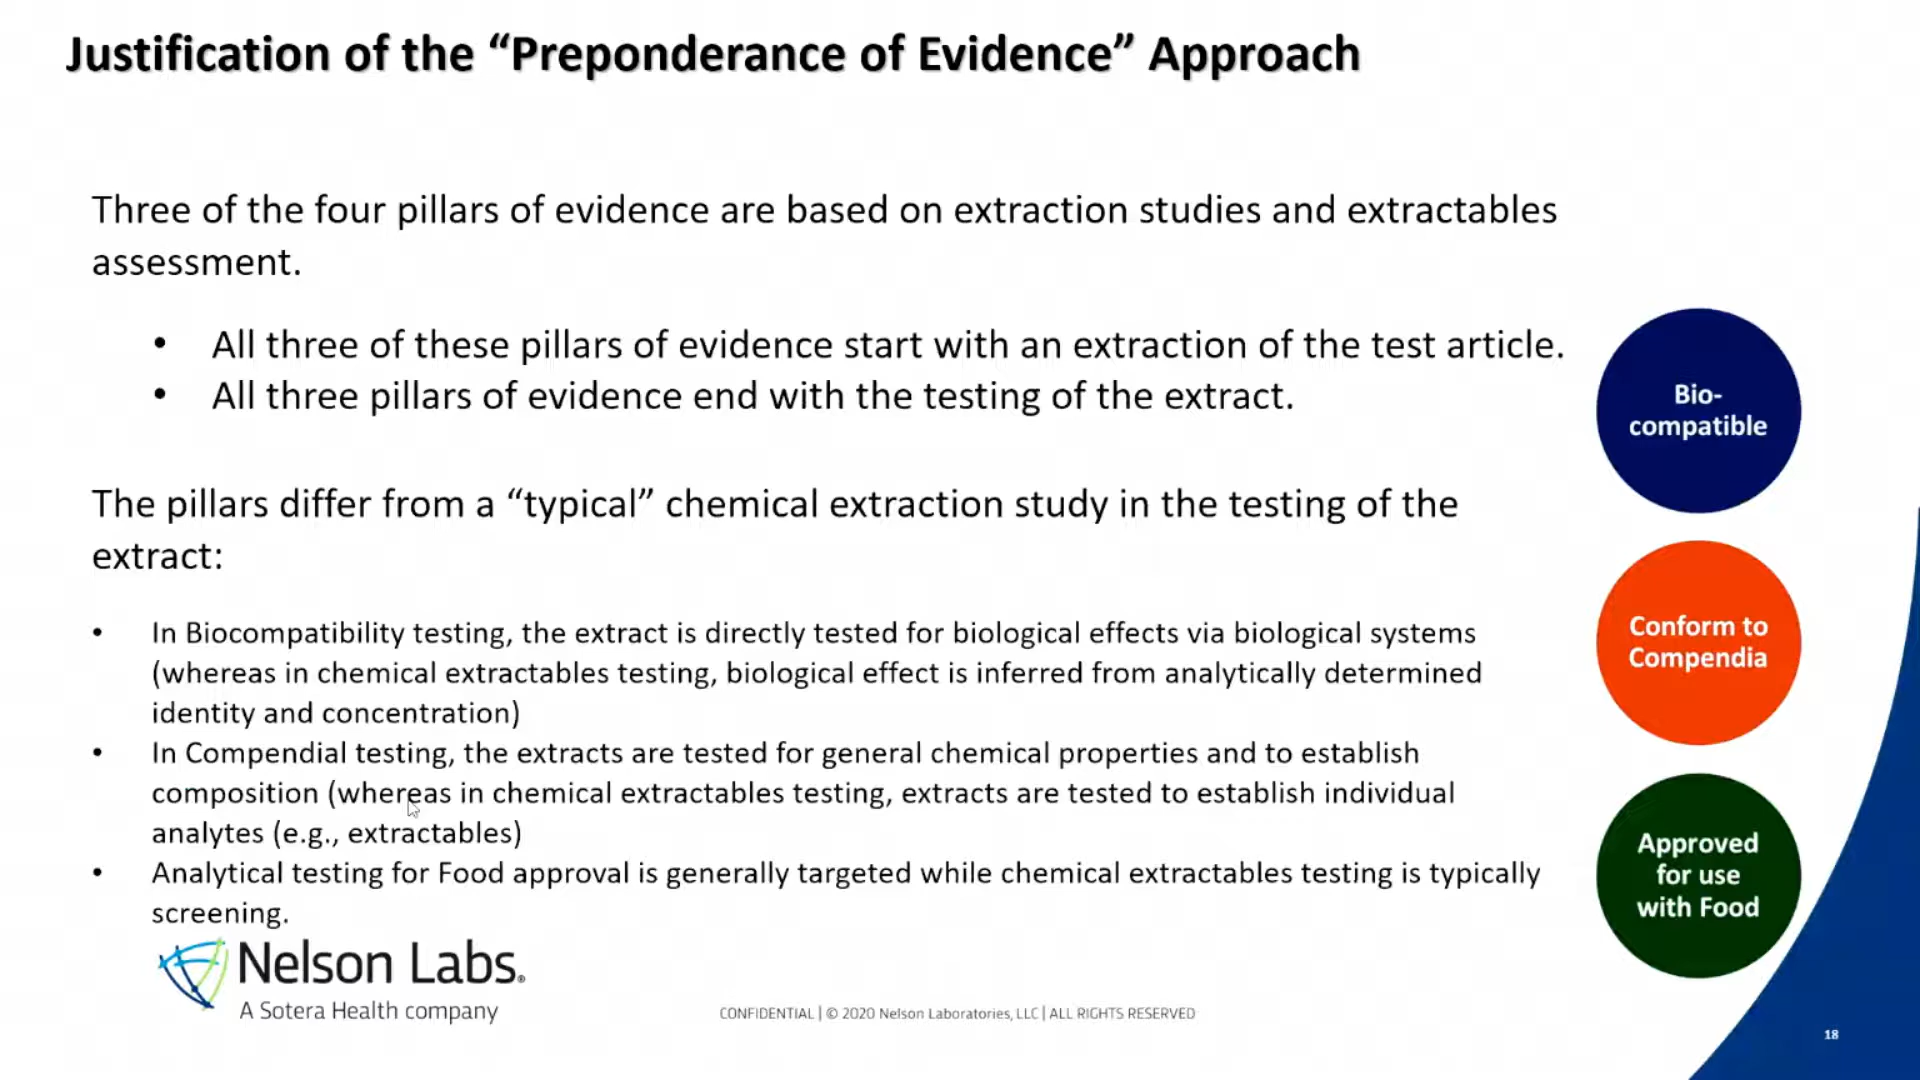 Justification of the “Preponderance of Evidence” Approach
Three of the four pillars of evidence are based on extraction studies and extractables
assessment.
• All three of these pillars of evidence start with an extraction of the test article.
• All three pillars of evidence end with the testing of the extract.
The pillars differ from a “typical” chemical extraction study in the testing of the
extract:
• In Biocompatibility testing, the extract is directly tested for biological effects via biological systems
(whereas in chemical extractables testing, biological effect is inferred from analytically determined
identity and concentration)
• In Compendial testing, the extracts are tested for general chemical properties and to establish
composition (whereas in chemical extractables testing, extracts are tested to establish individual
analytes (e.g., extractables)
• Analytical testing for Food approval is generally targeted while chemical extractables testing is typically
screening.
Bio-
compatible
Conform to
Compendia
Approved
for use
with Food
Nelson Labs®
A Sotera Health company
CONFIDENTIAL | © 2020 Nelson Laboratories, LLC | ALL RIGHTS RESERVED
18